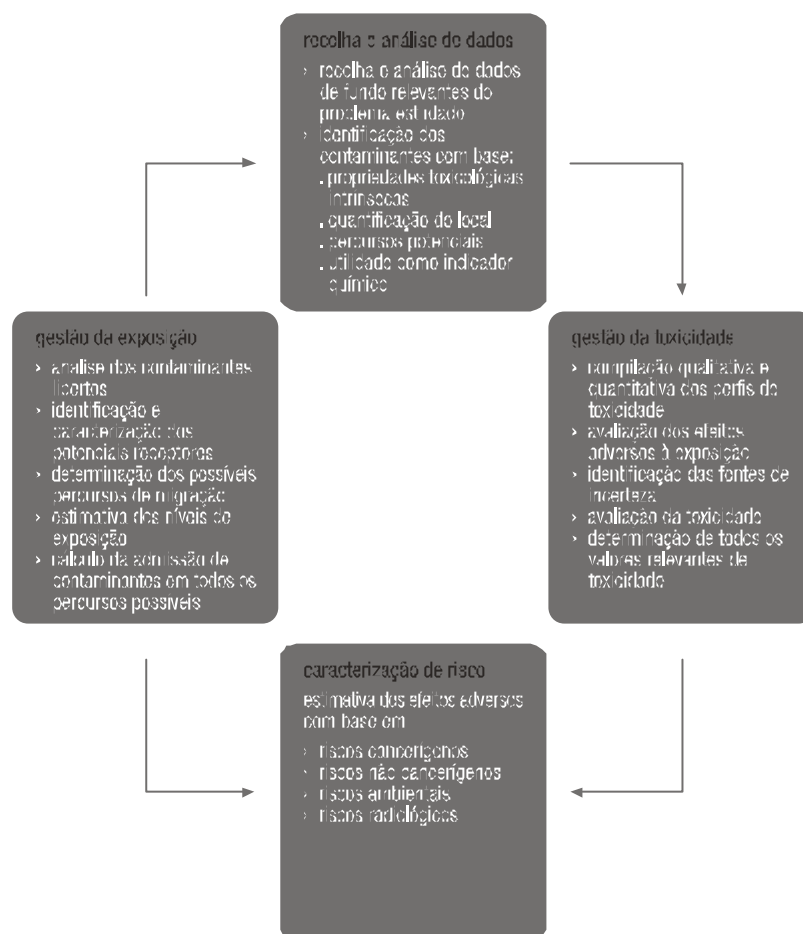 recolha e análise de dados
› recolha e análise de dados
de fundo relevantes do
problema estudado
› identificação dos
contaminantes com base:
. propriedades toxicológicas
intrínsecas
. quantificação do local
. percursos potenciais
. utilidade como indicador
químico
gestão da exposição
› análise dos contaminantes
libertos
› identificação e
caracterização dos
potenciais receptores
› determinação dos possíveis
percursos de migração
› estimativa dos níveis de
exposição
› cálculo da admissão de
contaminantes em todos os
percursos possíveis
gestão da toxicidade
› compilação qualitativa e
quantitativa dos perfis de
toxicidade
› avaliação dos efeitos
adversos à exposição
› identificação das fontes de
incerteza
› avaliação da toxicidade
› determinação de todos os
valores relevantes de
toxicidade
caracterização de risco
estimativa dos efeitos adversos
com base em
› riscos cancerígenos
› riscos não cancerígenos
› riscos ambientais
› riscos radiológicos